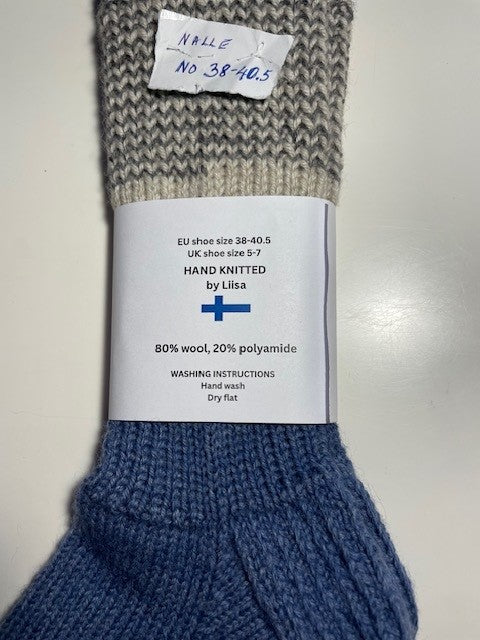 NALLE
NO 38-40.5
EU shoe size 38-40.5
UK shoe size 5-7
HAND KNITTED
by Liisa
80% wool, 20% polyamide
WASHING INSTRUCTIONS
Hand wash
Dry flat